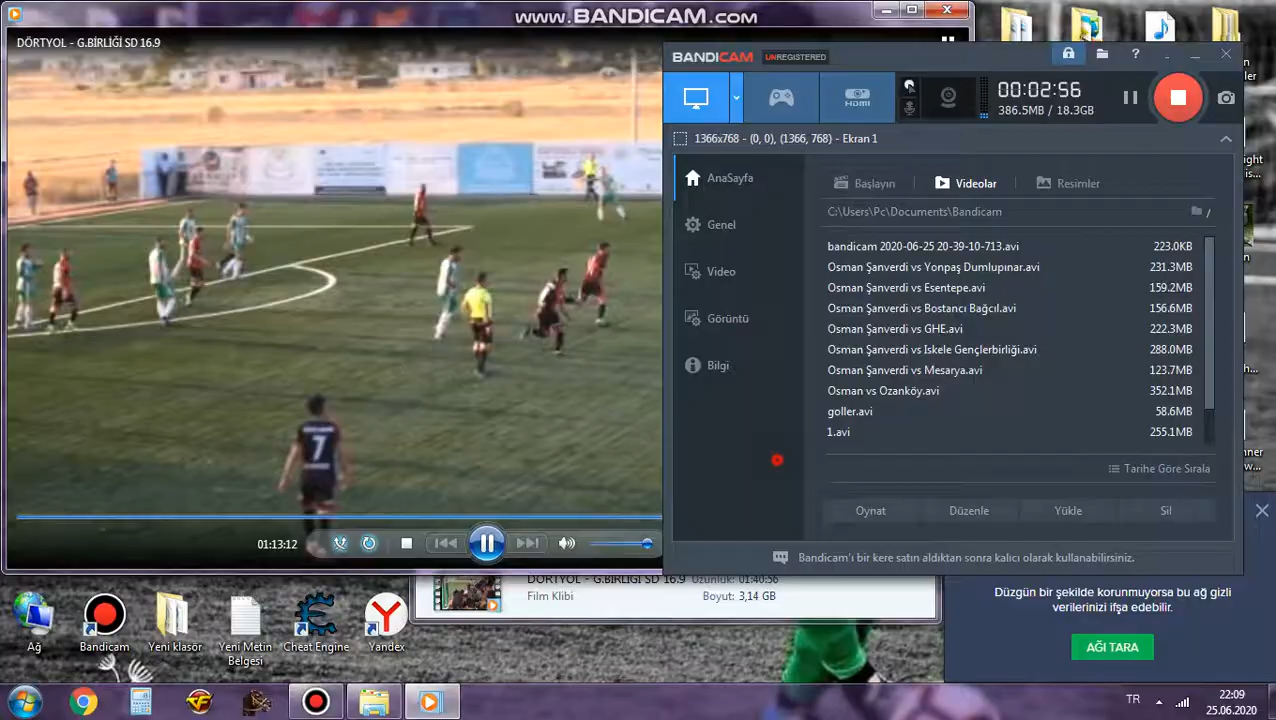 www.BANDICAM.com
DÖRTYOL - G.BİRLİĞİ SD 16.9
BANDICAM UNREGISTERED
?
HDMI
00:02:56
386.5MB / 18.3GB
1366x768 - (0, 0), (1366, 768) - Ekran 1
AnaSayfa
Genel
Video
Görüntü
Bilgi
Başlayın
Videolar
Resimler
C:\Users\Pc\Documents\Bandicam
bandicam 2020-06-25 20-39-10-713.avi 223.0KB
Osman Şanverdi vs Yonpaş Dumlupınar.avi 231.3MB
Osman Şanverdi vs Esentepe.avi 159.2MB
Osman Şanverdi vs Bostancı Bağcıl.avi 156.6MB
Osman Şanverdi vs GHE.avi 222.3MB
Osman Şanverdi vs Iskele Gençlerbirliği.avi 288.0MB
Osman Şanverdi vs Mesarya.avi 123.7MB
Osman vs Ozanköy.avi 352.1MB
goller.avi 58.6MB
1.avi 255.1MB
Tarihe Göre Sırala
Oynat
Düzenle
Yükle
Sil
Bandicam'ı bir kere satın aldıktan sonra kalıcı olarak kullanabilirsiniz.
7
01:13:12
DÖRTYOL - G.BİRLİĞİ SD 16.9 Uzunluk: 01:40:56
Film Klibi Boyut: 3,14 GB
Düzgün bir şekilde korunmuyorsa bu ağ gizli
verilerinizi ifşa edebilir.
AĞI TARA
Ağ
Bandicam
Yeni klasör
Yeni Metin
Belgesi
Cheat Engine
Yandex
TR
22:09
25.06.2020